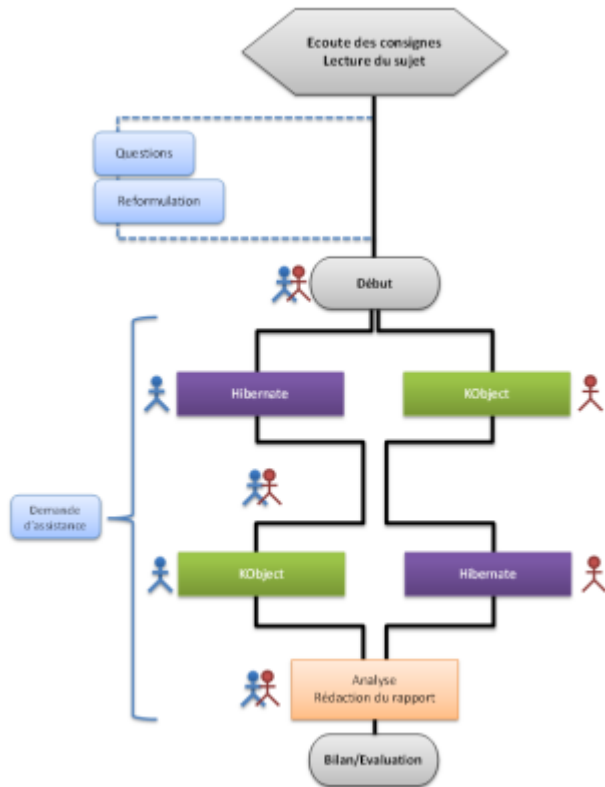 Ecoute des consignes
Lecture du sujet
Questions
Reformulation
Début
Hibernate
KObject
Demande
d'assistance
KObject
Hibernate
Analyse
Rédaction du rapport
Bilan/Evaluation